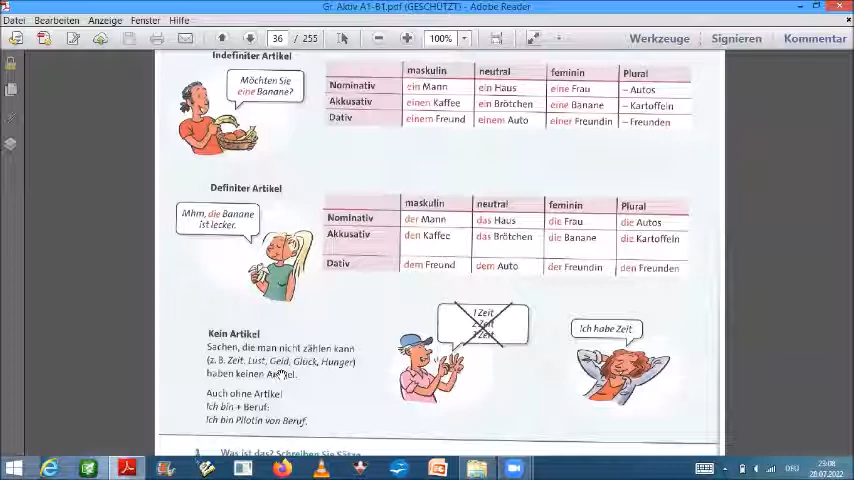 Gr. Aktiv A1-B1.pdf (GESCHÜTZT) - Adobe Reader
Datei Bearbeiten Anzeige Fenster Hilfe
36 / 255
100%
Werkzeuge Signieren Kommentar
Indefiniter Artikel
Möchten Sie
eine Banane?
maskulin neutral feminin Plural
Nominativ ein Mann ein Haus eine Frau – Autos
Akkusativ einen Kaffee ein Brötchen eine Banane – Kartoffeln
Dativ einem Freund einem Auto einer Freundin – Freunden
Definiter Artikel
Mhm, die Banane
ist lecker.
maskulin neutral feminin Plural
Nominativ der Mann das Haus die Frau die Autos
Akkusativ den Kaffee das Brötchen die Banane die Kartoffeln
Dativ dem Freund dem Auto der Freundin den Freunden
Kein Artikel
Sachen, die man nicht zählen kann
(z. B. Zeit, Lust, Geld, Glück, Hunger)
haben keinen Artikel.
1 Zeit
2 Zeit
3 Zeit
Ich habe Zeit
Auch ohne Artikel
Ich bin + Beruf:
Ich bin Pilotin von Beruf.
Was ist das? Schreiben Sie Sätze.
DEU
23:08
28.07.2022